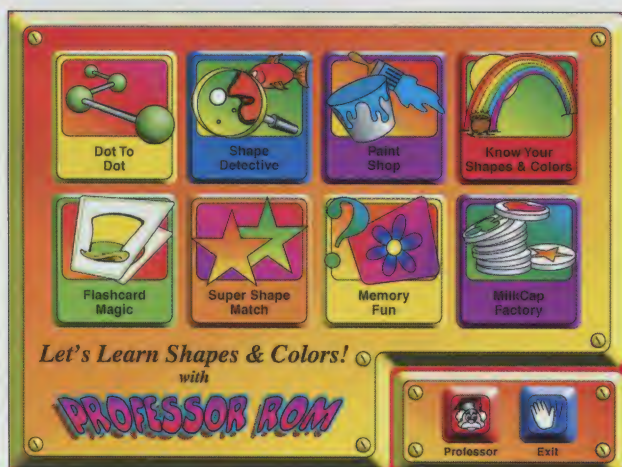 Dot To
Dot
Shape
Detective
Paint
Shop
Know Your
Shapes & Colors
Flashcard
Magic
Super Shape
Match
Memory
Fun
MilkCap
Factory
Let's Learn Shapes & Colors!
with
PROFESSOR ROM
Professor
Exit